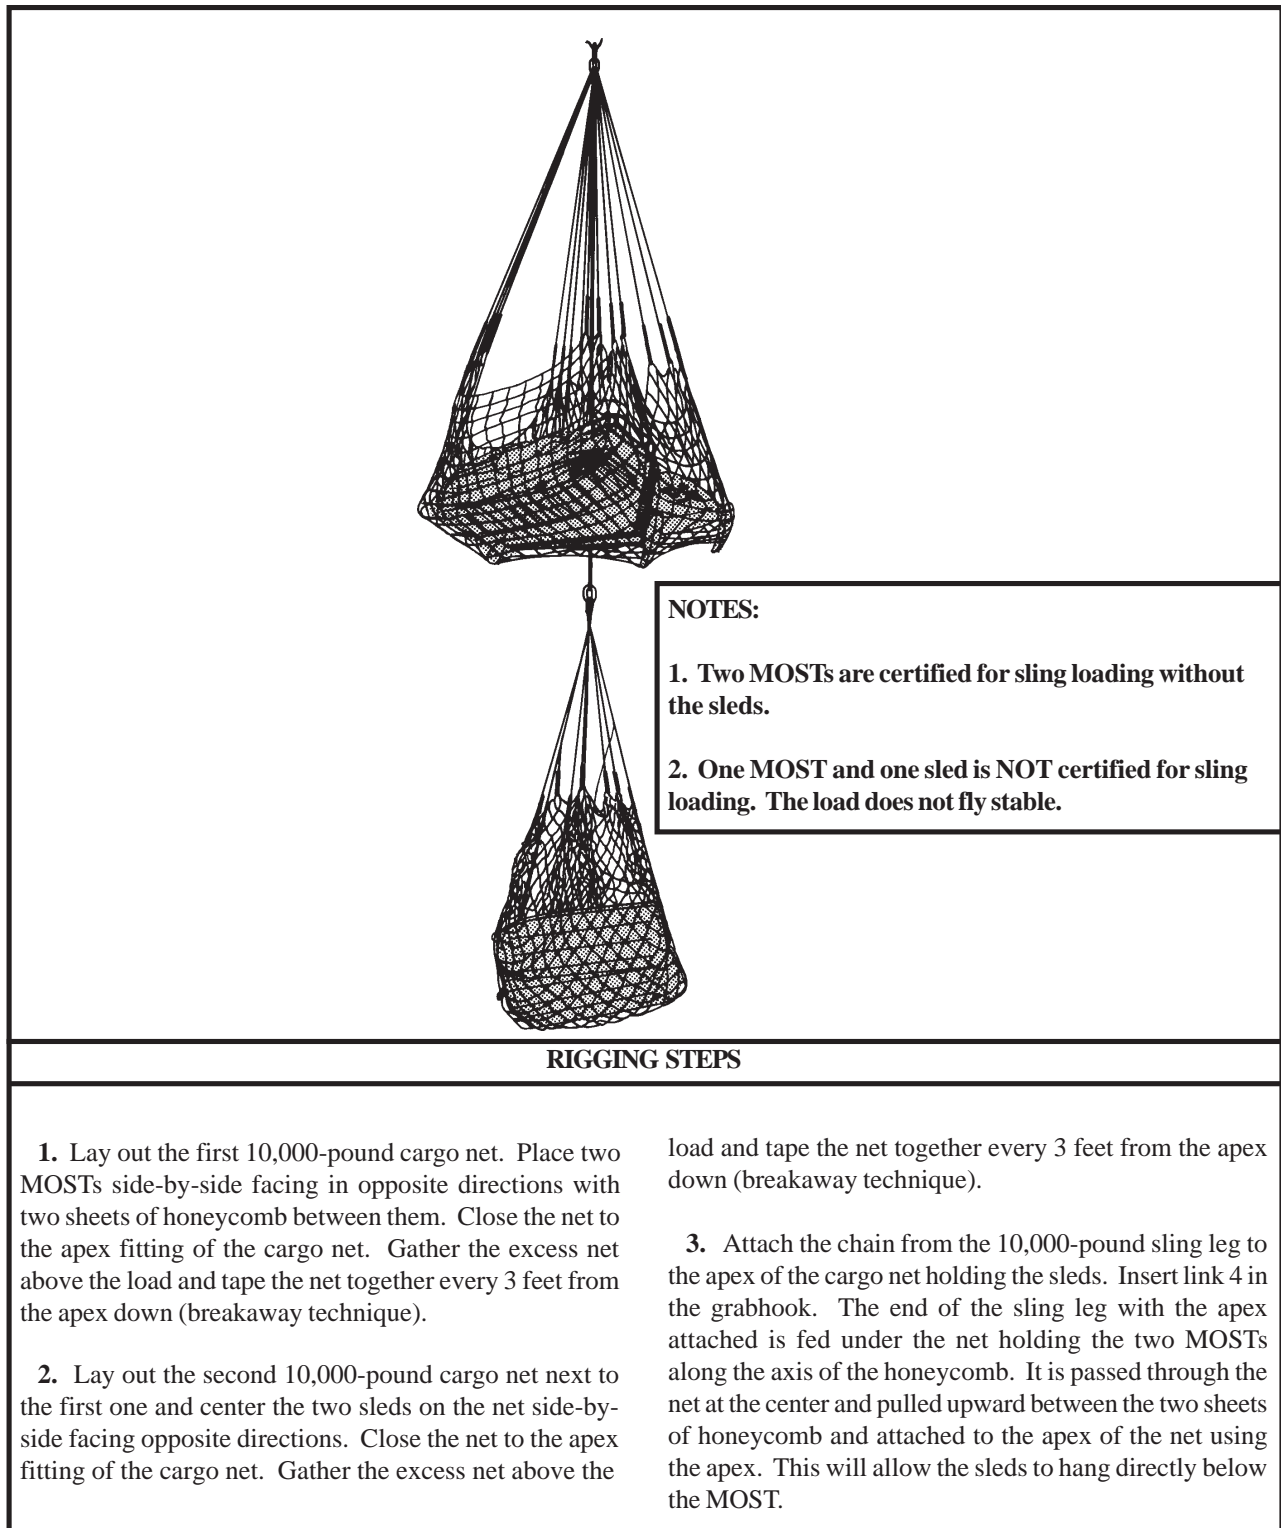 NOTES:
1. Two MOSTs are certified for sling loading without
the sleds.
2. One MOST and one sled is NOT certified for sling
loading. The load does not fly stable.
RIGGING STEPS
1. Lay out the first 10,000-pound cargo net. Place two
MOSTs side-by-side facing in opposite directions with
two sheets of honeycomb between them. Close the net to
the apex fitting of the cargo net. Gather the excess net
above the load and tape the net together every 3 feet from
the apex down (breakaway technique).
2. Lay out the second 10,000-pound cargo net next to
the first one and center the two sleds on the net side-by-
side facing opposite directions. Close the net to the apex
fitting of the cargo net. Gather the excess net above the
load and tape the net together every 3 feet from the apex
down (breakaway technique).
3. Attach the chain from the 10,000-pound sling leg to
the apex of the cargo net holding the sleds. Insert link 4 in
the grabhook. The end of the sling leg with the apex
attached is fed under the net holding the two MOSTs
along the axis of the honeycomb. It is passed through the
net at the center and pulled upward between the two sheets
of honeycomb and attached to the apex of the net using
the apex. This will allow the sleds to hang directly below
the MOST.